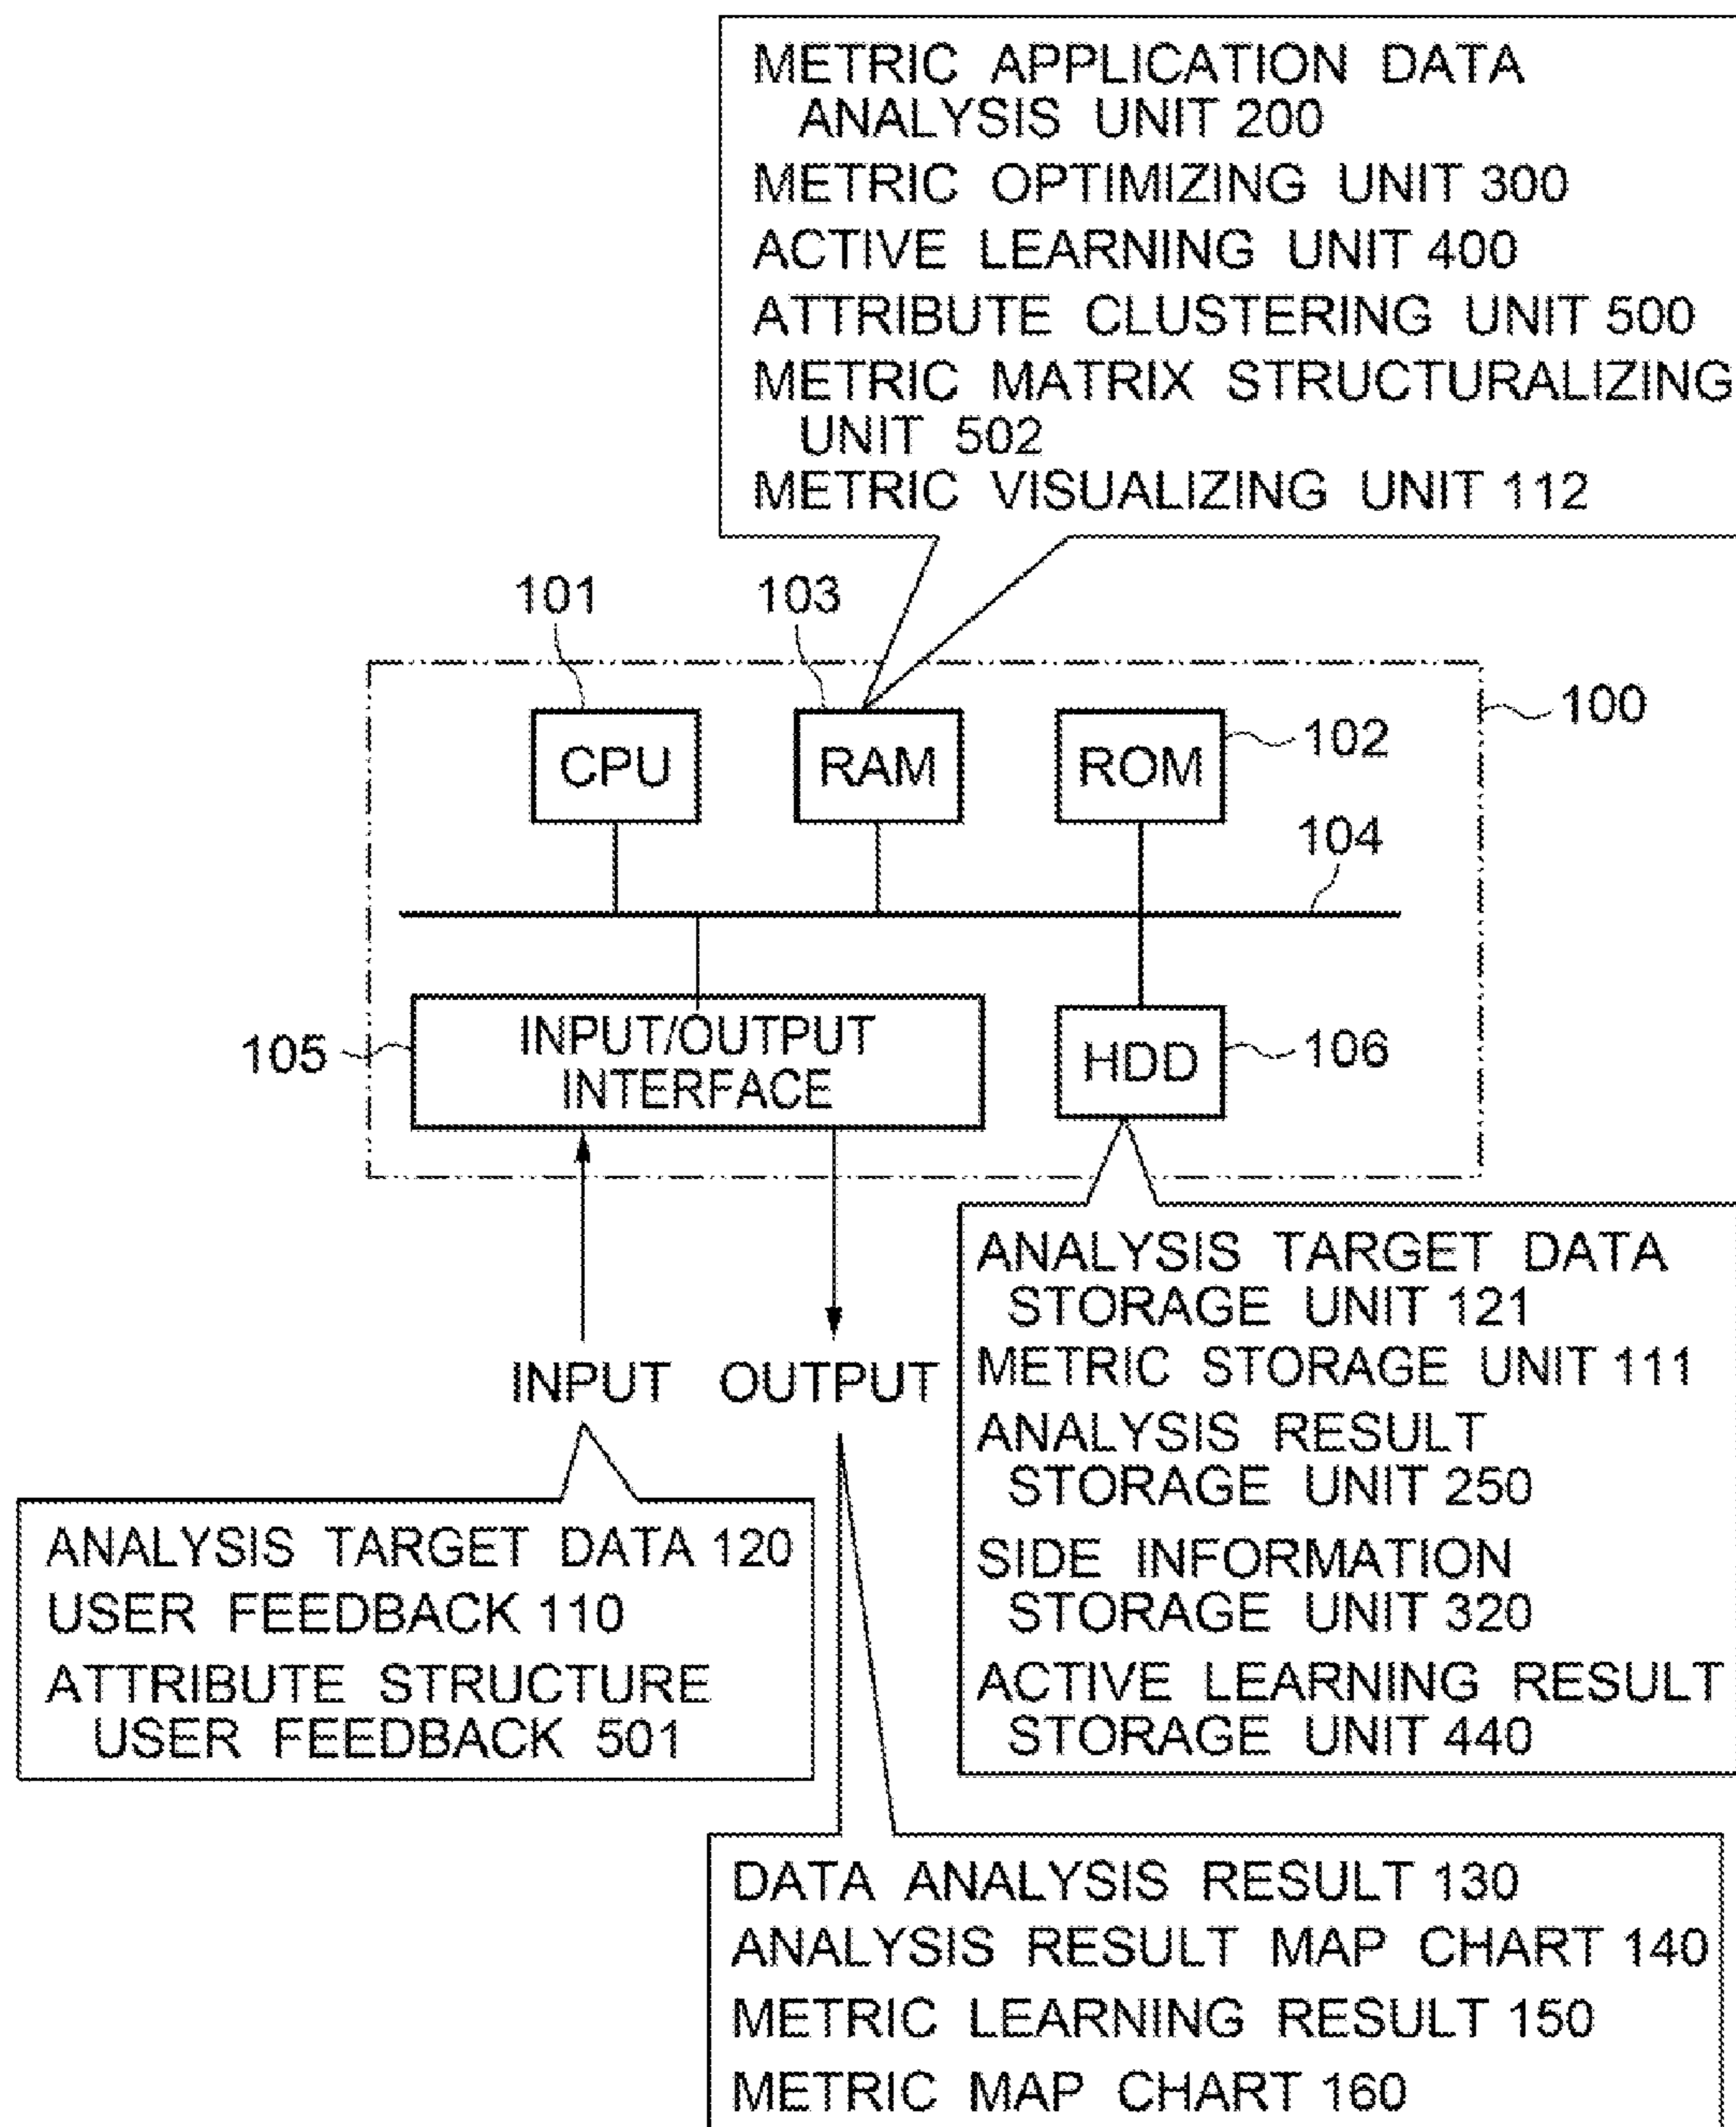 METRIC APPLICATION DATA
ANALYSIS UNIT 200
METRIC OPTIMIZING UNIT 300
ACTIVE LEARNING UNIT 400
ATTRIBUTE CLUSTERING UNIT 500
METRIC MATRIX STRUCTURALIZING
UNIT 502
METRIC VISUALIZING UNIT 112
101
103
100
CPU
RAM
ROM
102
104
105
INPUT/OUTPUT
INTERFACE
HDD
106
INPUT
OUTPUT
ANALYSIS TARGET DATA
STORAGE UNIT 121
METRIC STORAGE UNIT 111
ANALYSIS RESULT
STORAGE UNIT 250
SIDE INFORMATION
STORAGE UNIT 320
ACTIVE LEARNING RESULT
STORAGE UNIT 440
ANALYSIS TARGET DATA 120
USER FEEDBACK 110
ATTRIBUTE STRUCTURE
USER FEEDBACK 501
DATA ANALYSIS RESULT 130
ANALYSIS RESULT MAP CHART 140
METRIC LEARNING RESULT 150
METRIC MAP CHART 160